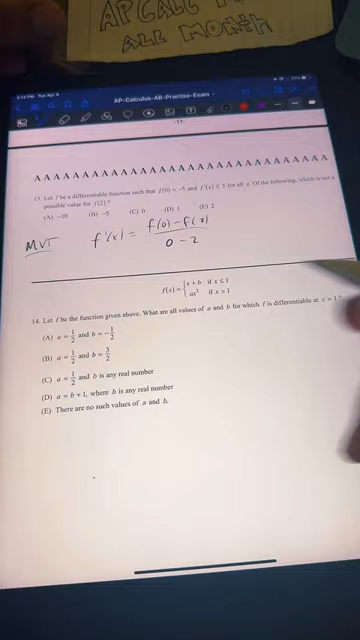 AP CALC
ALL MONTH
AP-Calculus-AB-Practise-Exam
-11-
A A A A A A A A A A A A A A A A A A A A A A A A A A A A
13. Let f be a differentiable function such that f(0) = −5 and f′(x) ≤ 3 for all x. Of the following, which is not a
possible value for f(2)?
(A) −10 (B) −5 (C) 0 (D) 1 (E) 2
MVT f'(x) = f(0) - f(2) / 0 - 2
f(x) = { x + b if x ≤ 1
ax² if x > 1
14. Let f be the function given above. What are all values of a and b for which f is differentiable at x = 1?
(A) a = 1/2 and b = −1/2
(B) a = 1/2 and b = 3/2
(C) a = 1/2 and b is any real number
(D) a = b + 1, where b is any real number
(E) There are no such values of a and b.